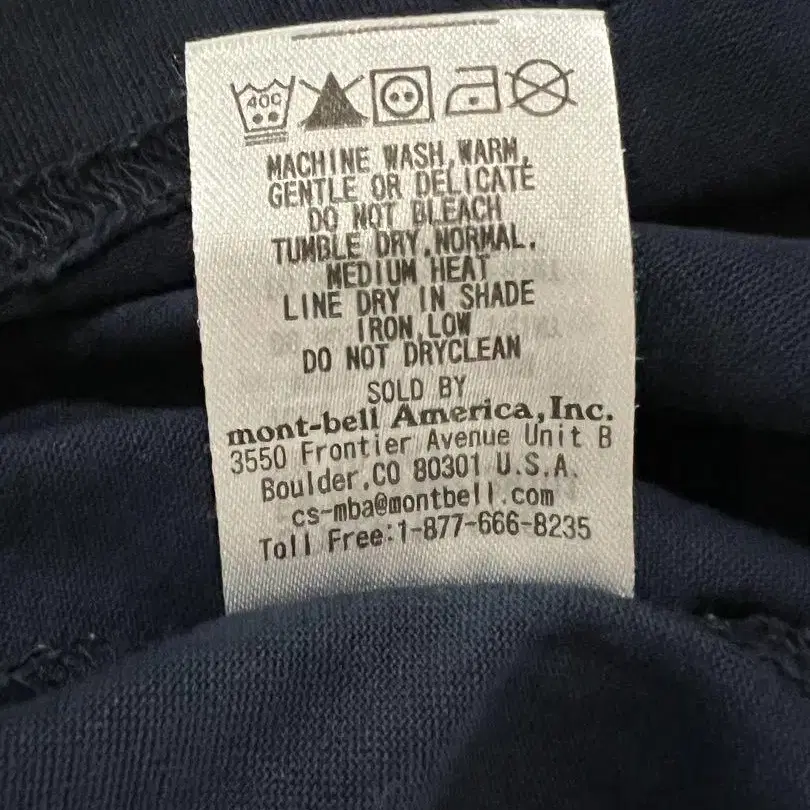 40C
MACHINE WASH,WARM,
GENTLE OR DELICATE
DO NOT BLEACH
TUMBLE DRY,NORMAL,
MEDIUM HEAT
LINE DRY IN SHADE
IRON,LOW
DO NOT DRYCLEAN
SOLD BY
mont-bell America,Inc.
3550 Frontier Avenue Unit B
Boulder,CO 80301 U.S.A.
cs-mba@montbell.com
Toll Free:1-877-666-8235